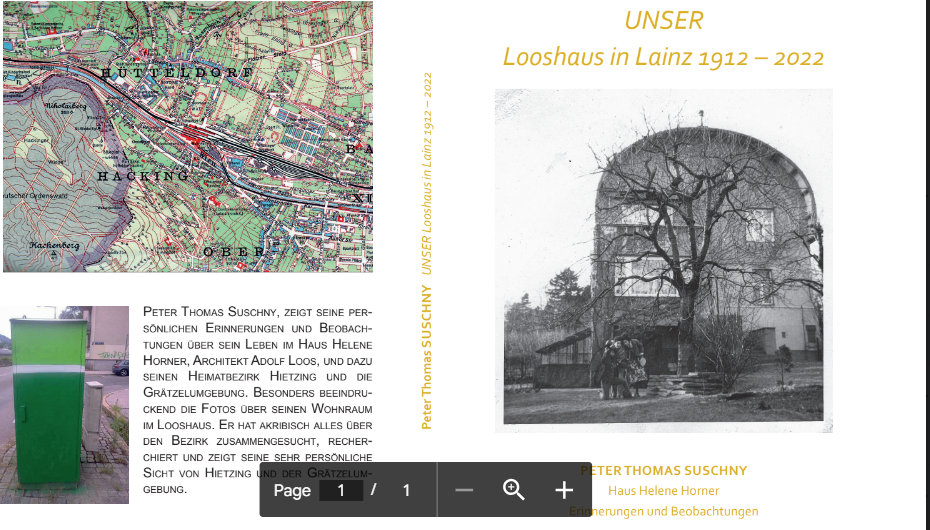 HÜTTELDORF
Nikolaiberg
HACKING
Hackenberg
OBER
B A
XI
PETER THOMAS SUSCHNY, ZEIGT SEINE PER-
SÖNLICHEN ERINNERUNGEN UND BEOBACH-
TUNGEN ÜBER SEIN LEBEN IM HAUS HELENE
HORNER, ARCHITEKT ADOLF LOOS, UND DAZU
SEINEN HEIMATBEZIRK HIETZING UND DIE
GRÄTZELUMGEBUNG. BESONDERS BEEINDRU-
CKEND DIE FOTOS ÜBER SEINEN WOHNRAUM
IM LOOSHAUS. ER HAT AKRIBISCH ALLES ÜBER
DEN BEZIRK ZUSAMMENGESUCHT, RECHER-
CHIERT UND ZEIGT SEINE SEHR PERSÖNLICHE
SICHT VON HIETZING UND DER GRÄTZELUM-
GEBUNG.
Peter Thomas SUSCHNY UNSER Looshaus in Lainz 1912 – 2022
UNSER
Looshaus in Lainz 1912 – 2022
PETER THOMAS SUSCHNY
Haus Helene Horner
Erinnerungen und Beobachtungen
Page 1 / 1